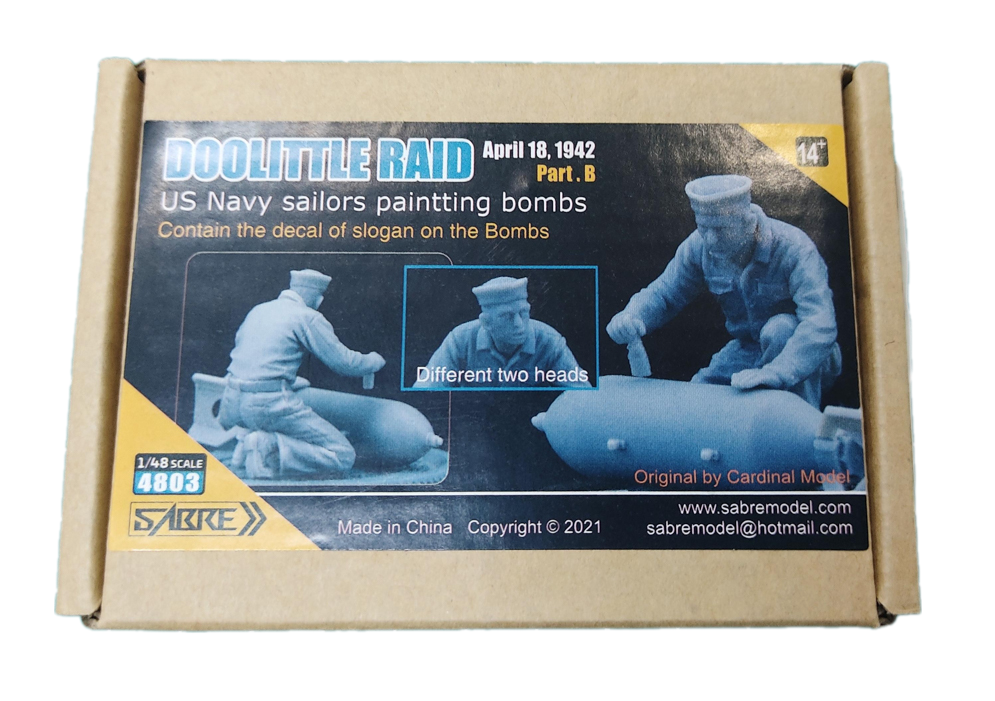 DOOLITTLE RAID April 18, 1942
Part . B
14+
US Navy sailors paintting bombs
Contain the decal of slogan on the Bombs
Different two heads
Original by Cardinal Model
1/48 SCALE
4803
SABRE
Made in China Copyright © 2021
www.sabremodel.com
sabremodel@hotmail.com